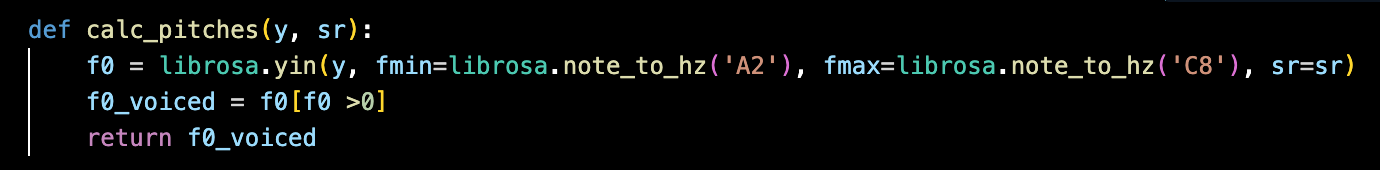 def calc_pitches(y, sr):
    f0 = librosa.yin(y, fmin=librosa.note_to_hz('A2'), fmax=librosa.note_to_hz('C8'), sr=sr)
    f0_voiced = f0[f0 >0]
    return f0_voiced